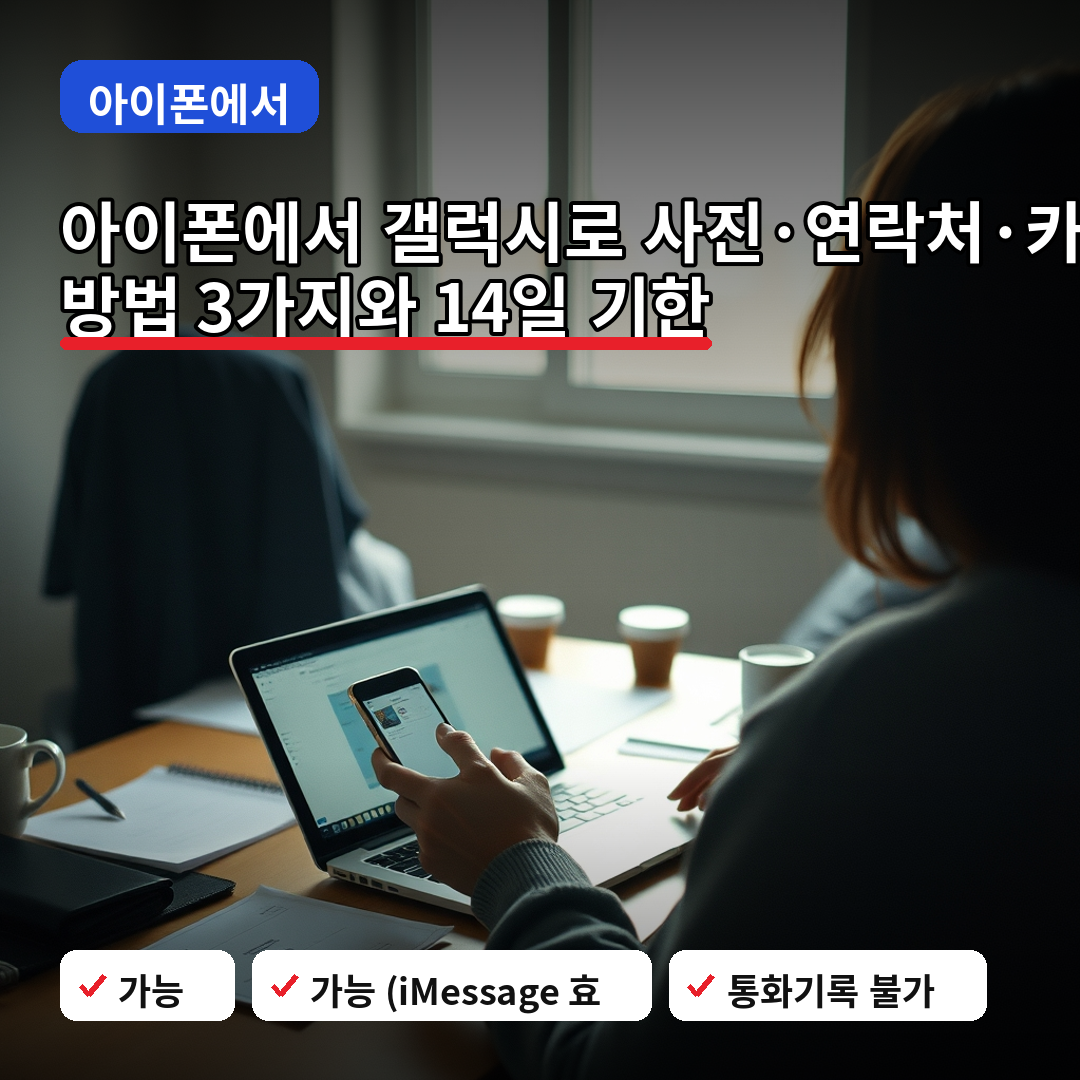 아이폰에서
아이폰에서 갤럭시로 사진·연락처·카
방법 3가지와 14일 기한
가능
가능 (iMessage 효
통화기록 불가